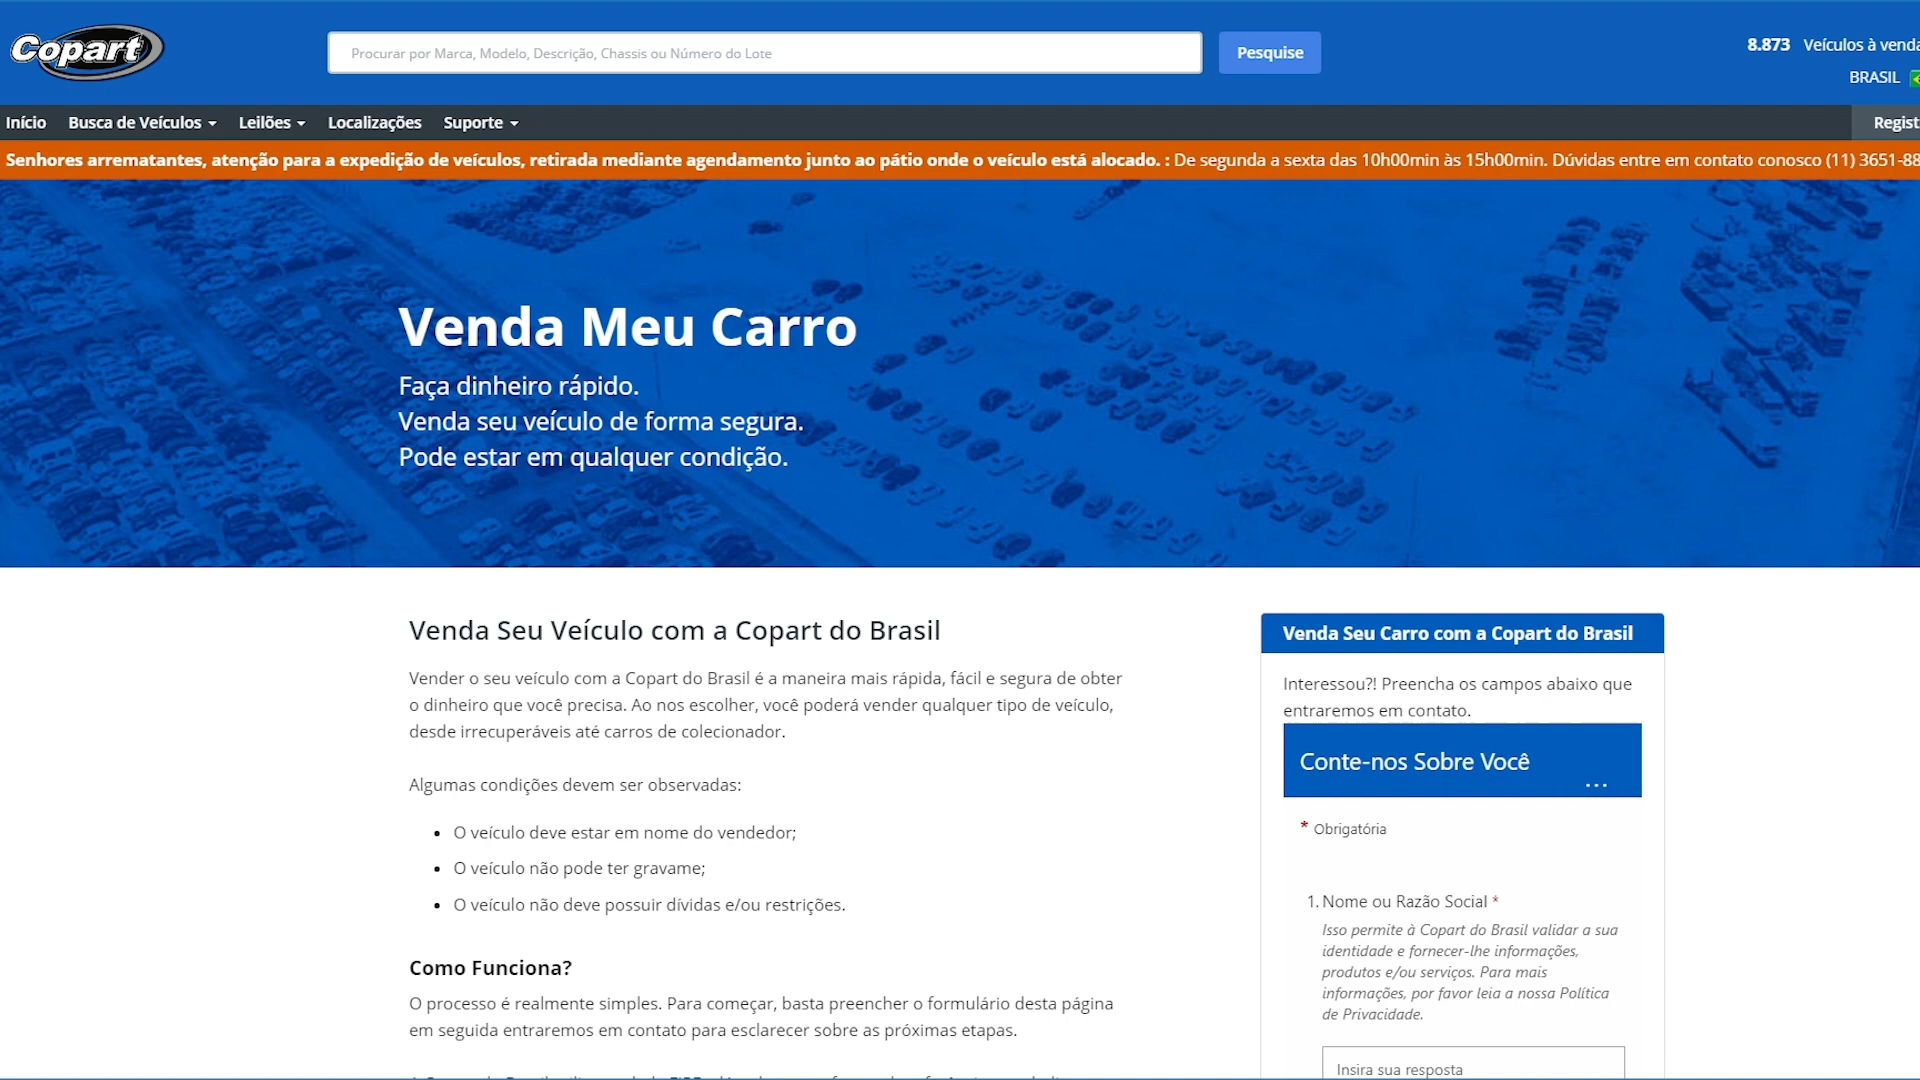 Copart
Procurar por Marca, Modelo, Descrição, Chassis ou Número do Lote
Pesquise
8.873 Veículos à venda
BRASIL
Início Busca de Veículos Leilões Localizações Suporte
Senhores arrematantes, atenção para a expedição de veículos, retirada mediante agendamento junto ao pátio onde o veículo está alocado. : De segunda a sexta das 10h00min às 15h00min. Dúvidas entre em contato conosco (11) 3651-88
Venda Meu Carro
Faça dinheiro rápido.
Venda seu veículo de forma segura.
Pode estar em qualquer condição.
Venda Seu Veículo com a Copart do Brasil
Vender o seu veículo com a Copart do Brasil é a maneira mais rápida, fácil e segura de obter
o dinheiro que você precisa. Ao nos escolher, você poderá vender qualquer tipo de veículo,
desde irrecuperáveis até carros de colecionador.
Algumas condições devem ser observadas:
• O veículo deve estar em nome do vendedor;
• O veículo não pode ter gravame;
• O veículo não deve possuir dívidas e/ou restrições.
Como Funciona?
O processo é realmente simples. Para começar, basta preencher o formulário desta página
em seguida entraremos em contato para esclarecer sobre as próximas etapas.
Venda Seu Carro com a Copart do Brasil
Interessou?! Preencha os campos abaixo que
entraremos em contato.
Conte-nos Sobre Você
...
* Obrigatória
1. Nome ou Razão Social *
Isso permite à Copart do Brasil validar a sua
identidade e fornecer-lhe informações,
produtos e/ou serviços. Para mais
informações, por favor leia a nossa Política
de Privacidade.
Insira sua resposta